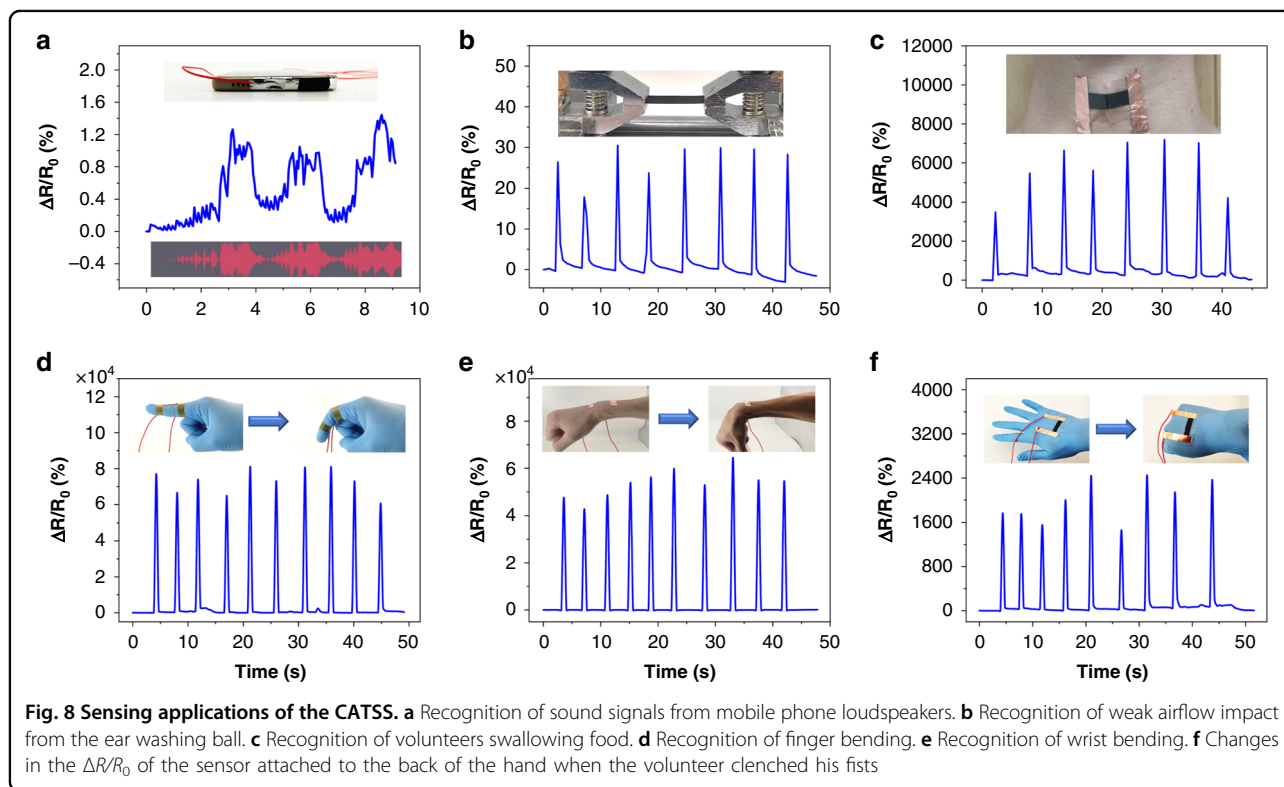 a
ΔR/R₀ (%)
2.0
1.6
1.2
0.8
0.4
0.0
−0.4
0 2 4 6 8 10
b
ΔR/R₀ (%)
50
40
30
20
10
0
0 10 20 30 40 50
c
ΔR/R₀ (%)
12000
10000
8000
6000
4000
2000
0
0 10 20 30 40
d
×10⁴
ΔR/R₀ (%)
12
10
8
6
4
2
0
0 10 20 30 40 50
Time (s)
e
×10⁴
ΔR/R₀ (%)
10
8
6
4
2
0
0 10 20 30 40 50
Time (s)
f
ΔR/R₀ (%)
4000
3200
2400
1600
800
0
0 10 20 30 40 50
Time (s)
Fig. 8 Sensing applications of the CATSS. a Recognition of sound signals from mobile phone loudspeakers. b Recognition of weak airflow impact
from the ear washing ball. c Recognition of volunteers swallowing food. d Recognition of finger bending. e Recognition of wrist bending. f Changes
in the ΔR/R₀ of the sensor attached to the back of the hand when the volunteer clenched his fists